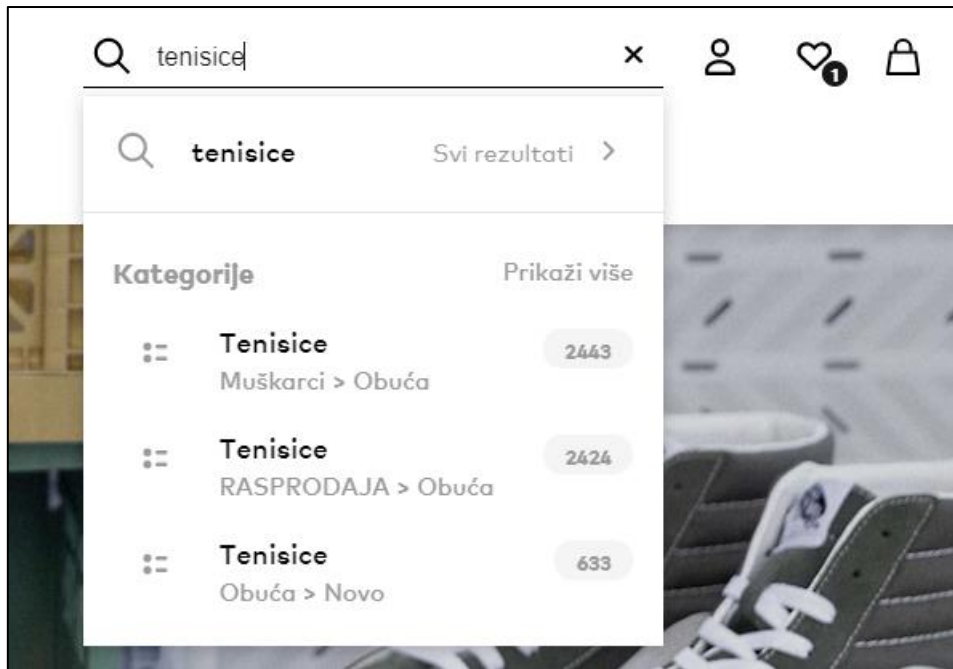 tenisice
1
tenisice Svi rezultati >
Kategorije Prikaži više
Tenisice 2443
Muškarci > Obuća
Tenisice 2424
RASPRODAJA > Obuća
Tenisice 633
Obuća > Novo